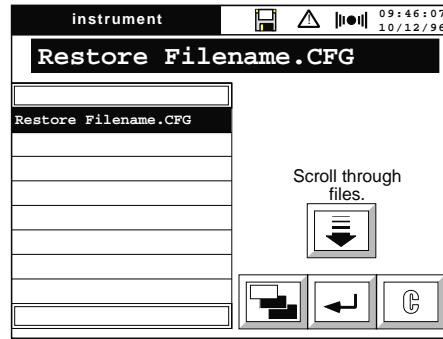 instrument
09:46:07
10/12/96
Restore Filename.CFG
Restore Filename.CFG
Scroll through
files.
C